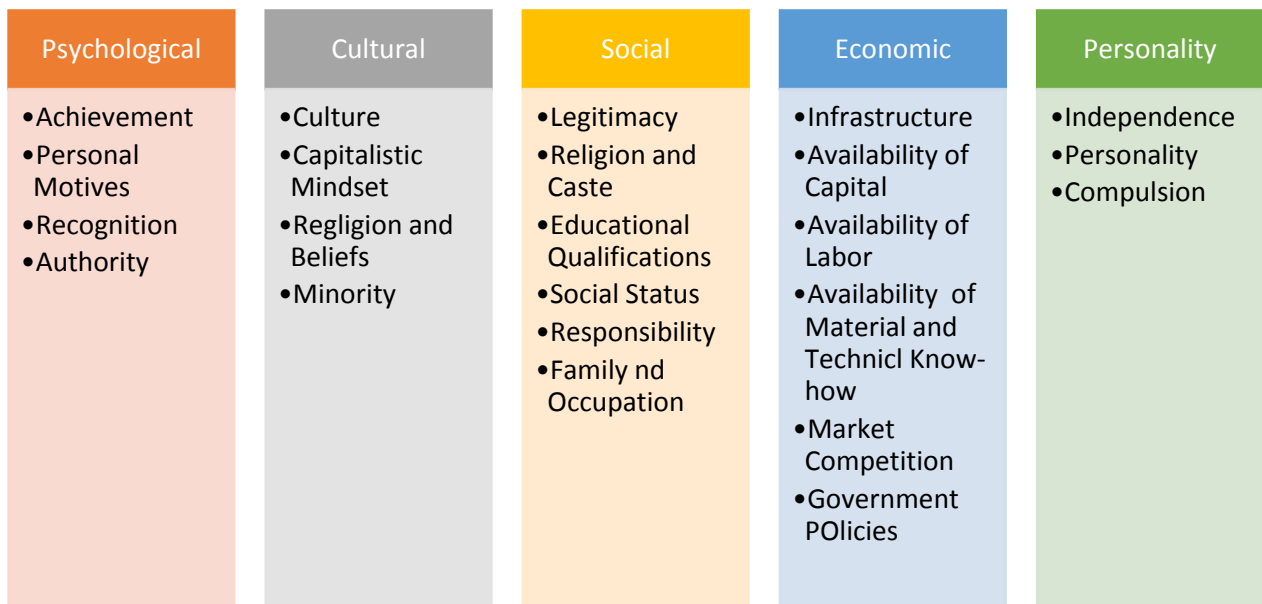 Psychological
•Achievement
•Personal
Motives
•Recognition
•Authority
Cultural
•Culture
•Capitalistic
Mindset
•Regligion and
Beliefs
•Minority
Social
•Legitimacy
•Religion and
Caste
•Educational
Qualifications
•Social Status
•Responsibility
•Family nd
Occupation
Economic
•Infrastructure
•Availability of
Capital
•Availability of
Labor
•Availability  of
Material and
Technicl Know-
how
•Market
Competition
•Government
POlicies
Personality
•Independence
•Personality
•Compulsion